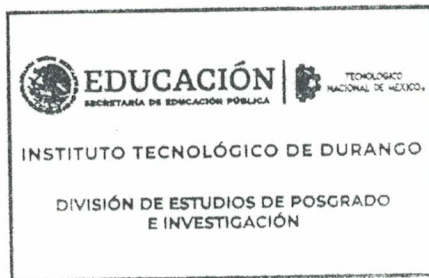 EDUCACIÓN
SECRETARÍA DE EDUCACIÓN PÚBLICA
TECNOLÓGICO
NACIONAL DE MÉXICO®
INSTITUTO TECNOLÓGICO DE DURANGO
DIVISIÓN DE ESTUDIOS DE POSGRADO
E INVESTIGACIÓN